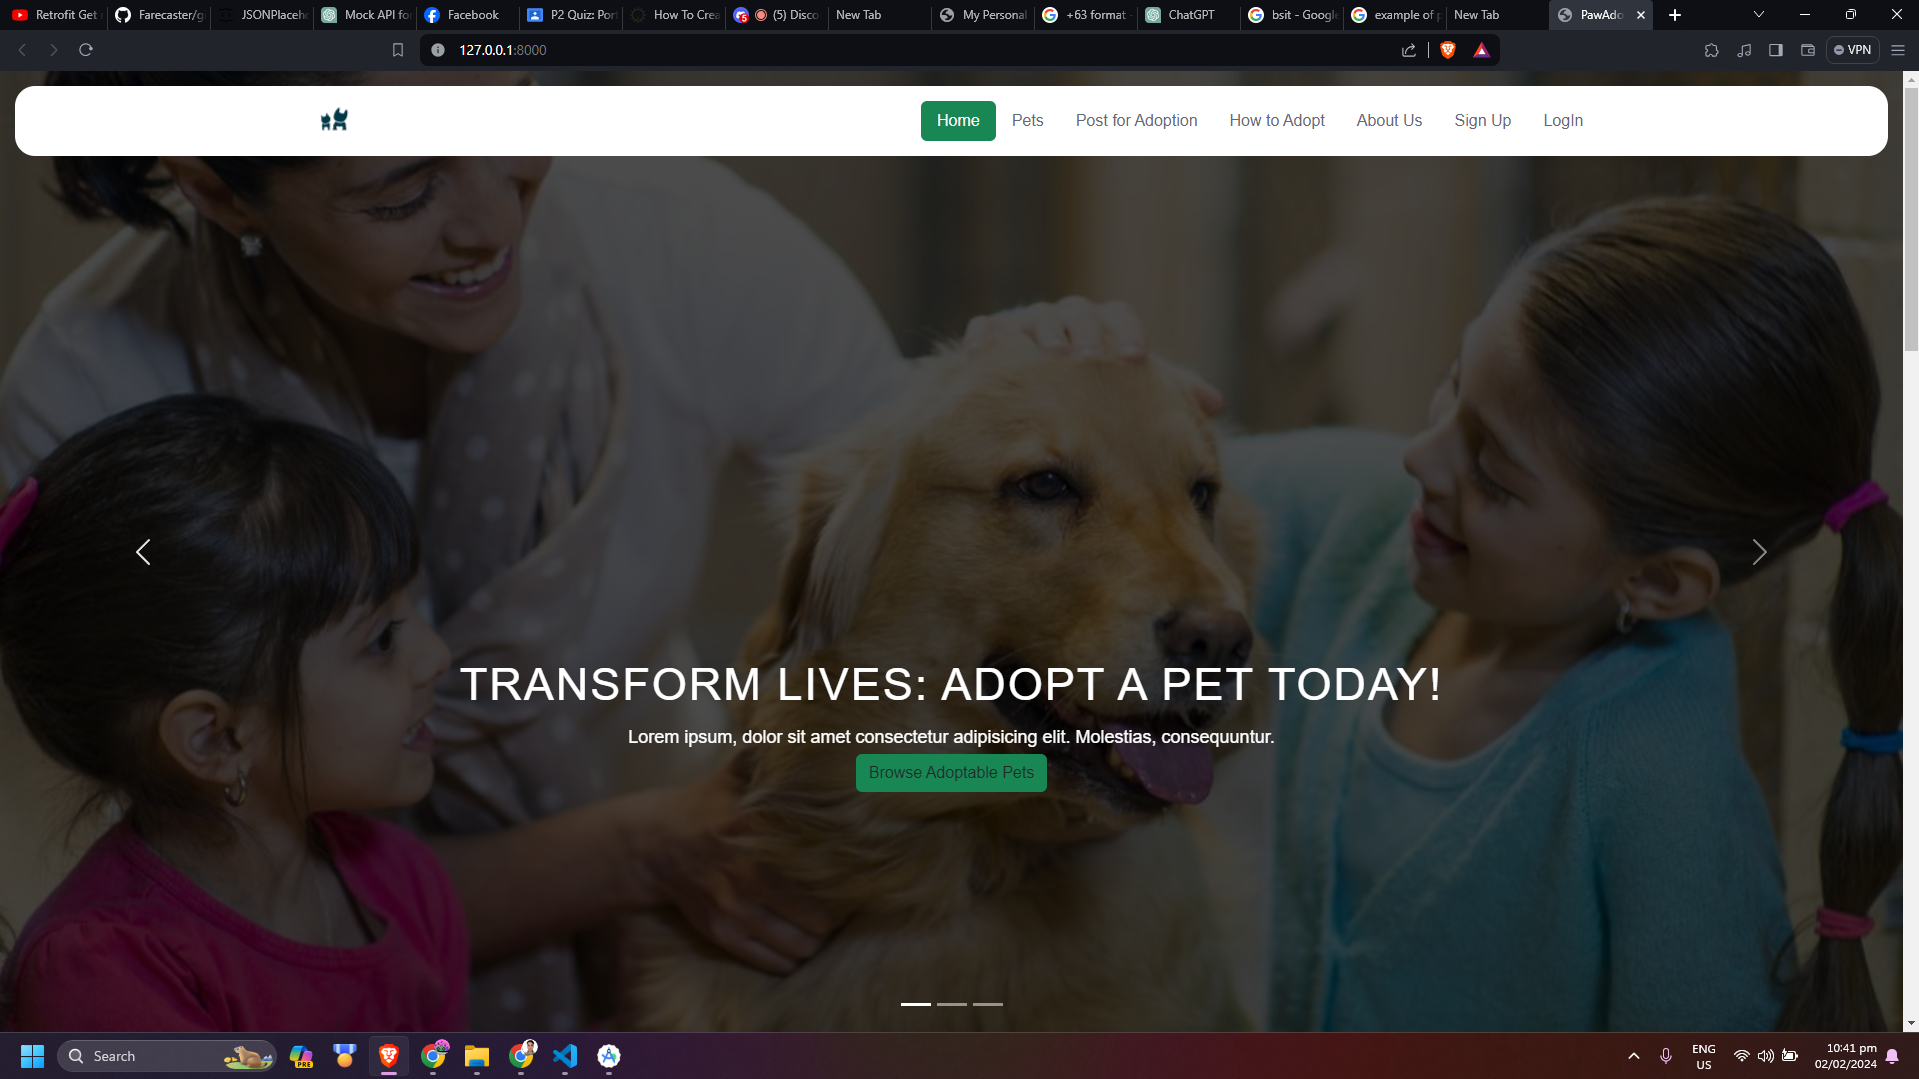 Retrofit Get
Farecaster/g
JSONPlaceh
Mock API fo
Facebook
P2 Quiz: Port
How To Crea
(5) Disco
New Tab
My Personal
+63 format -
ChatGPT
bsit - Google
example of p
New Tab
PawAdo
127.0.0.1:8000
VPN
Home
Pets
Post for Adoption
How to Adopt
About Us
Sign Up
LogIn
TRANSFORM LIVES: ADOPT A PET TODAY!
Lorem ipsum, dolor sit amet consectetur adipisicing elit. Molestias, consequuntur.
Browse Adoptable Pets
Search
PRE
ENG
US
10:41 pm
02/02/2024